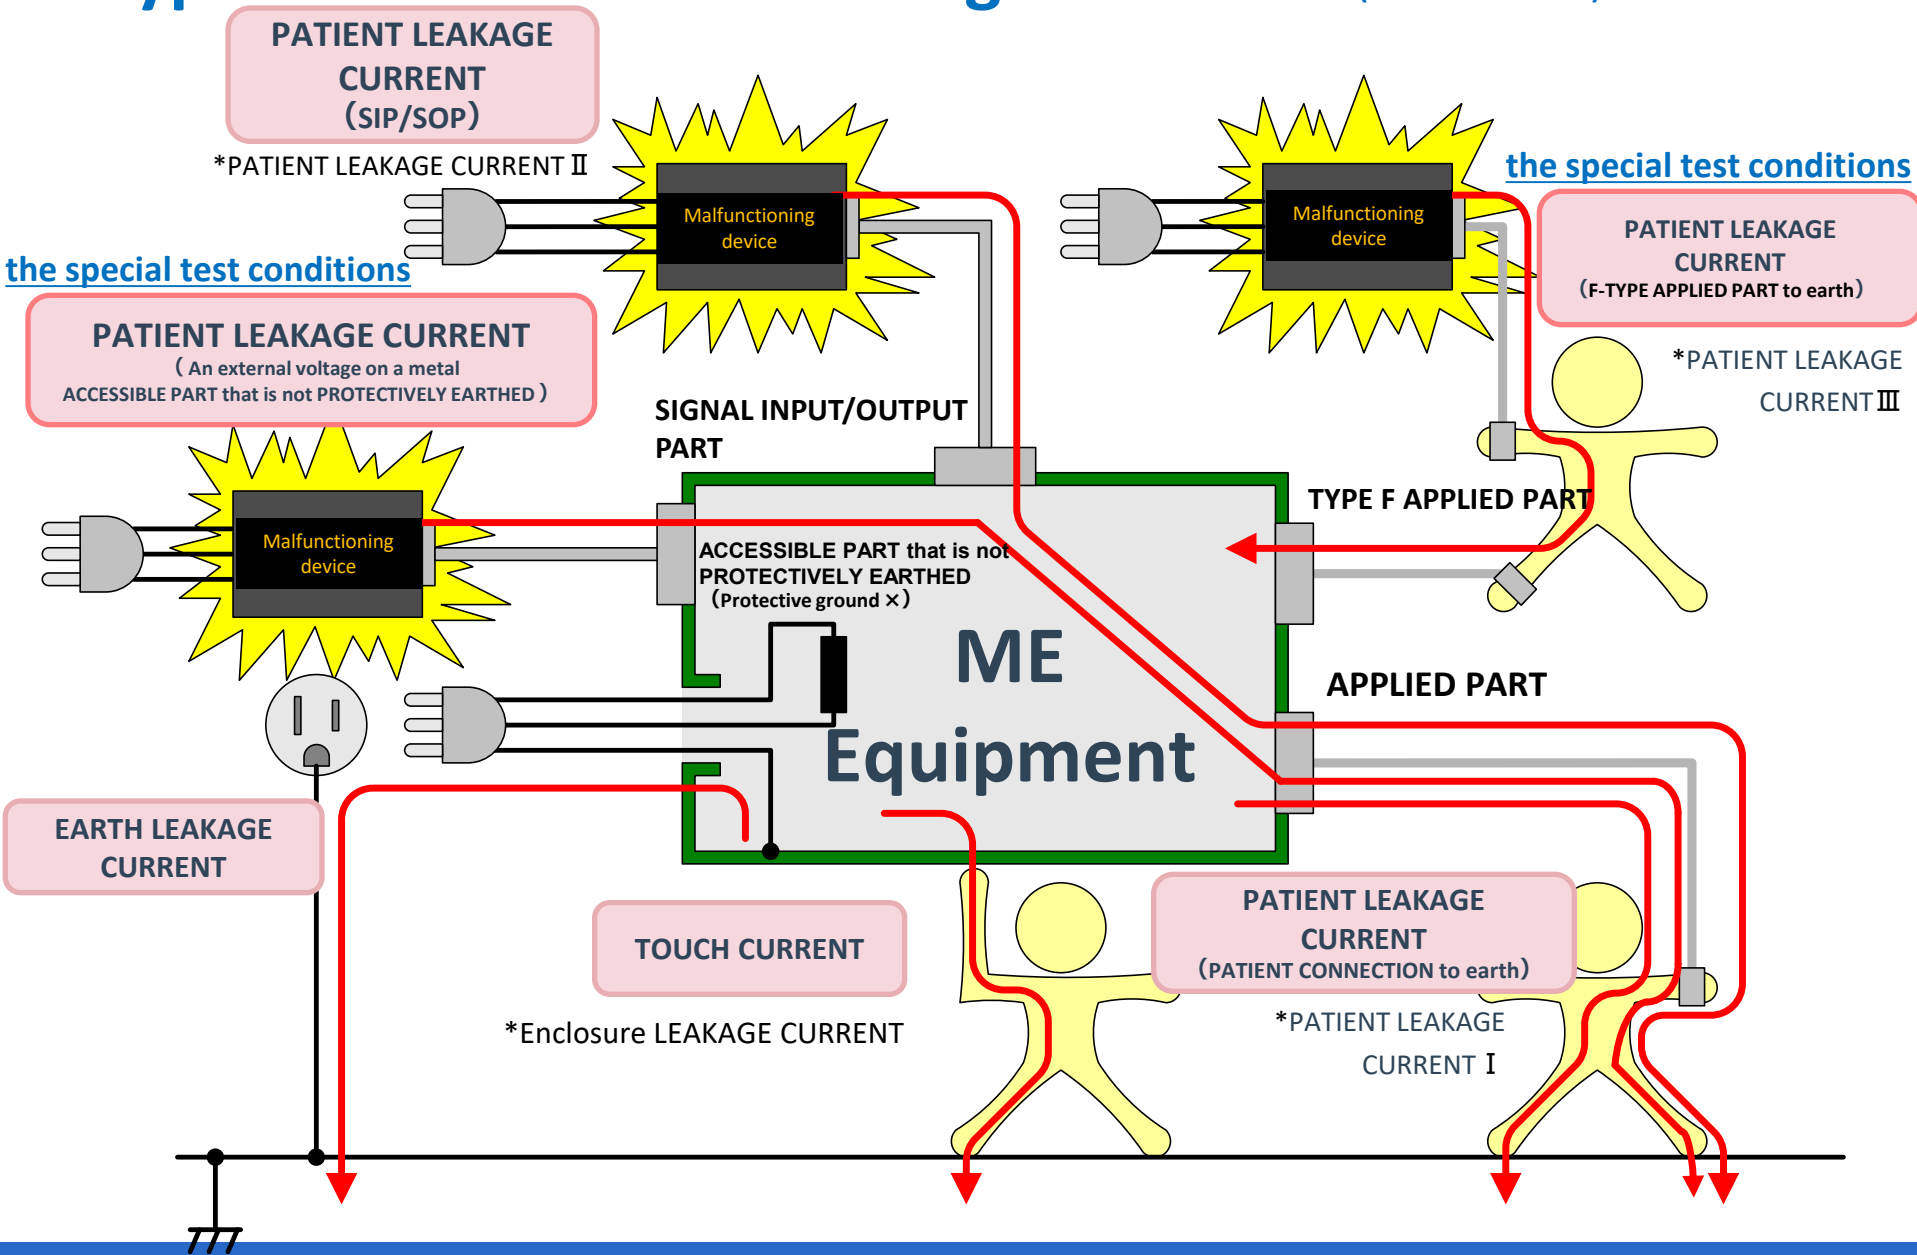 PATIENT LEAKAGE
CURRENT
(SIP/SOP)
*PATIENT LEAKAGE CURRENT Ⅱ
Malfunctioning
device
Malfunctioning
device
the special test conditions
PATIENT LEAKAGE
CURRENT
(F-TYPE APPLIED PART to earth)
*PATIENT LEAKAGE
CURRENT Ⅲ
the special test conditions
PATIENT LEAKAGE CURRENT
( An external voltage on a metal
ACCESSIBLE PART that is not PROTECTIVELY EARTHED )
SIGNAL INPUT/OUTPUT
PART
Malfunctioning
device
TYPE F APPLIED PART
ACCESSIBLE PART that is not
PROTECTIVELY EARTHED
(Protective ground ×)
ME
Equipment
APPLIED PART
EARTH LEAKAGE
CURRENT
TOUCH CURRENT
*Enclosure LEAKAGE CURRENT
PATIENT LEAKAGE
CURRENT
(PATIENT CONNECTION to earth)
*PATIENT LEAKAGE
CURRENT Ⅰ